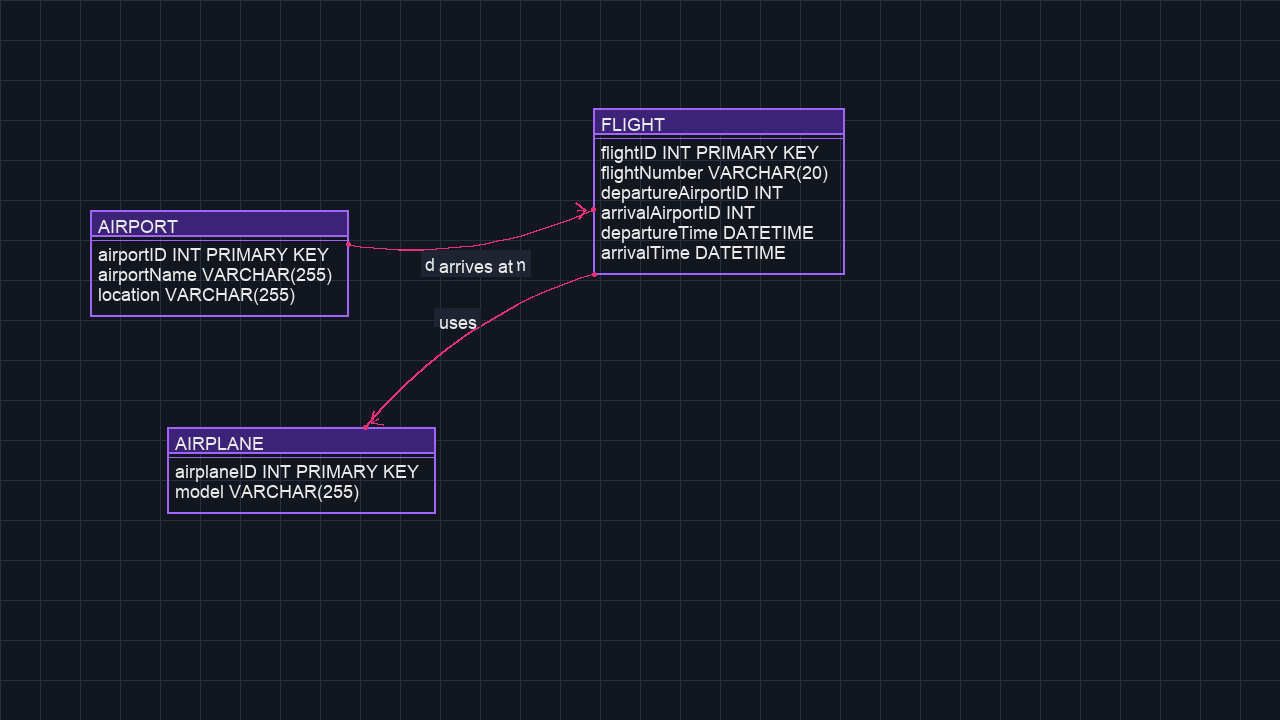 FLIGHT
flightID INT PRIMARY KEY
flightNumber VARCHAR(20)
departureAirportID INT
arrivalAirportID INT
departureTime DATETIME
arrivalTime DATETIME
AIRPORT
airportID INT PRIMARY KEY
airportName VARCHAR(255)
location VARCHAR(255)
arrives at
uses
AIRPLANE
airplaneID INT PRIMARY KEY
model VARCHAR(255)